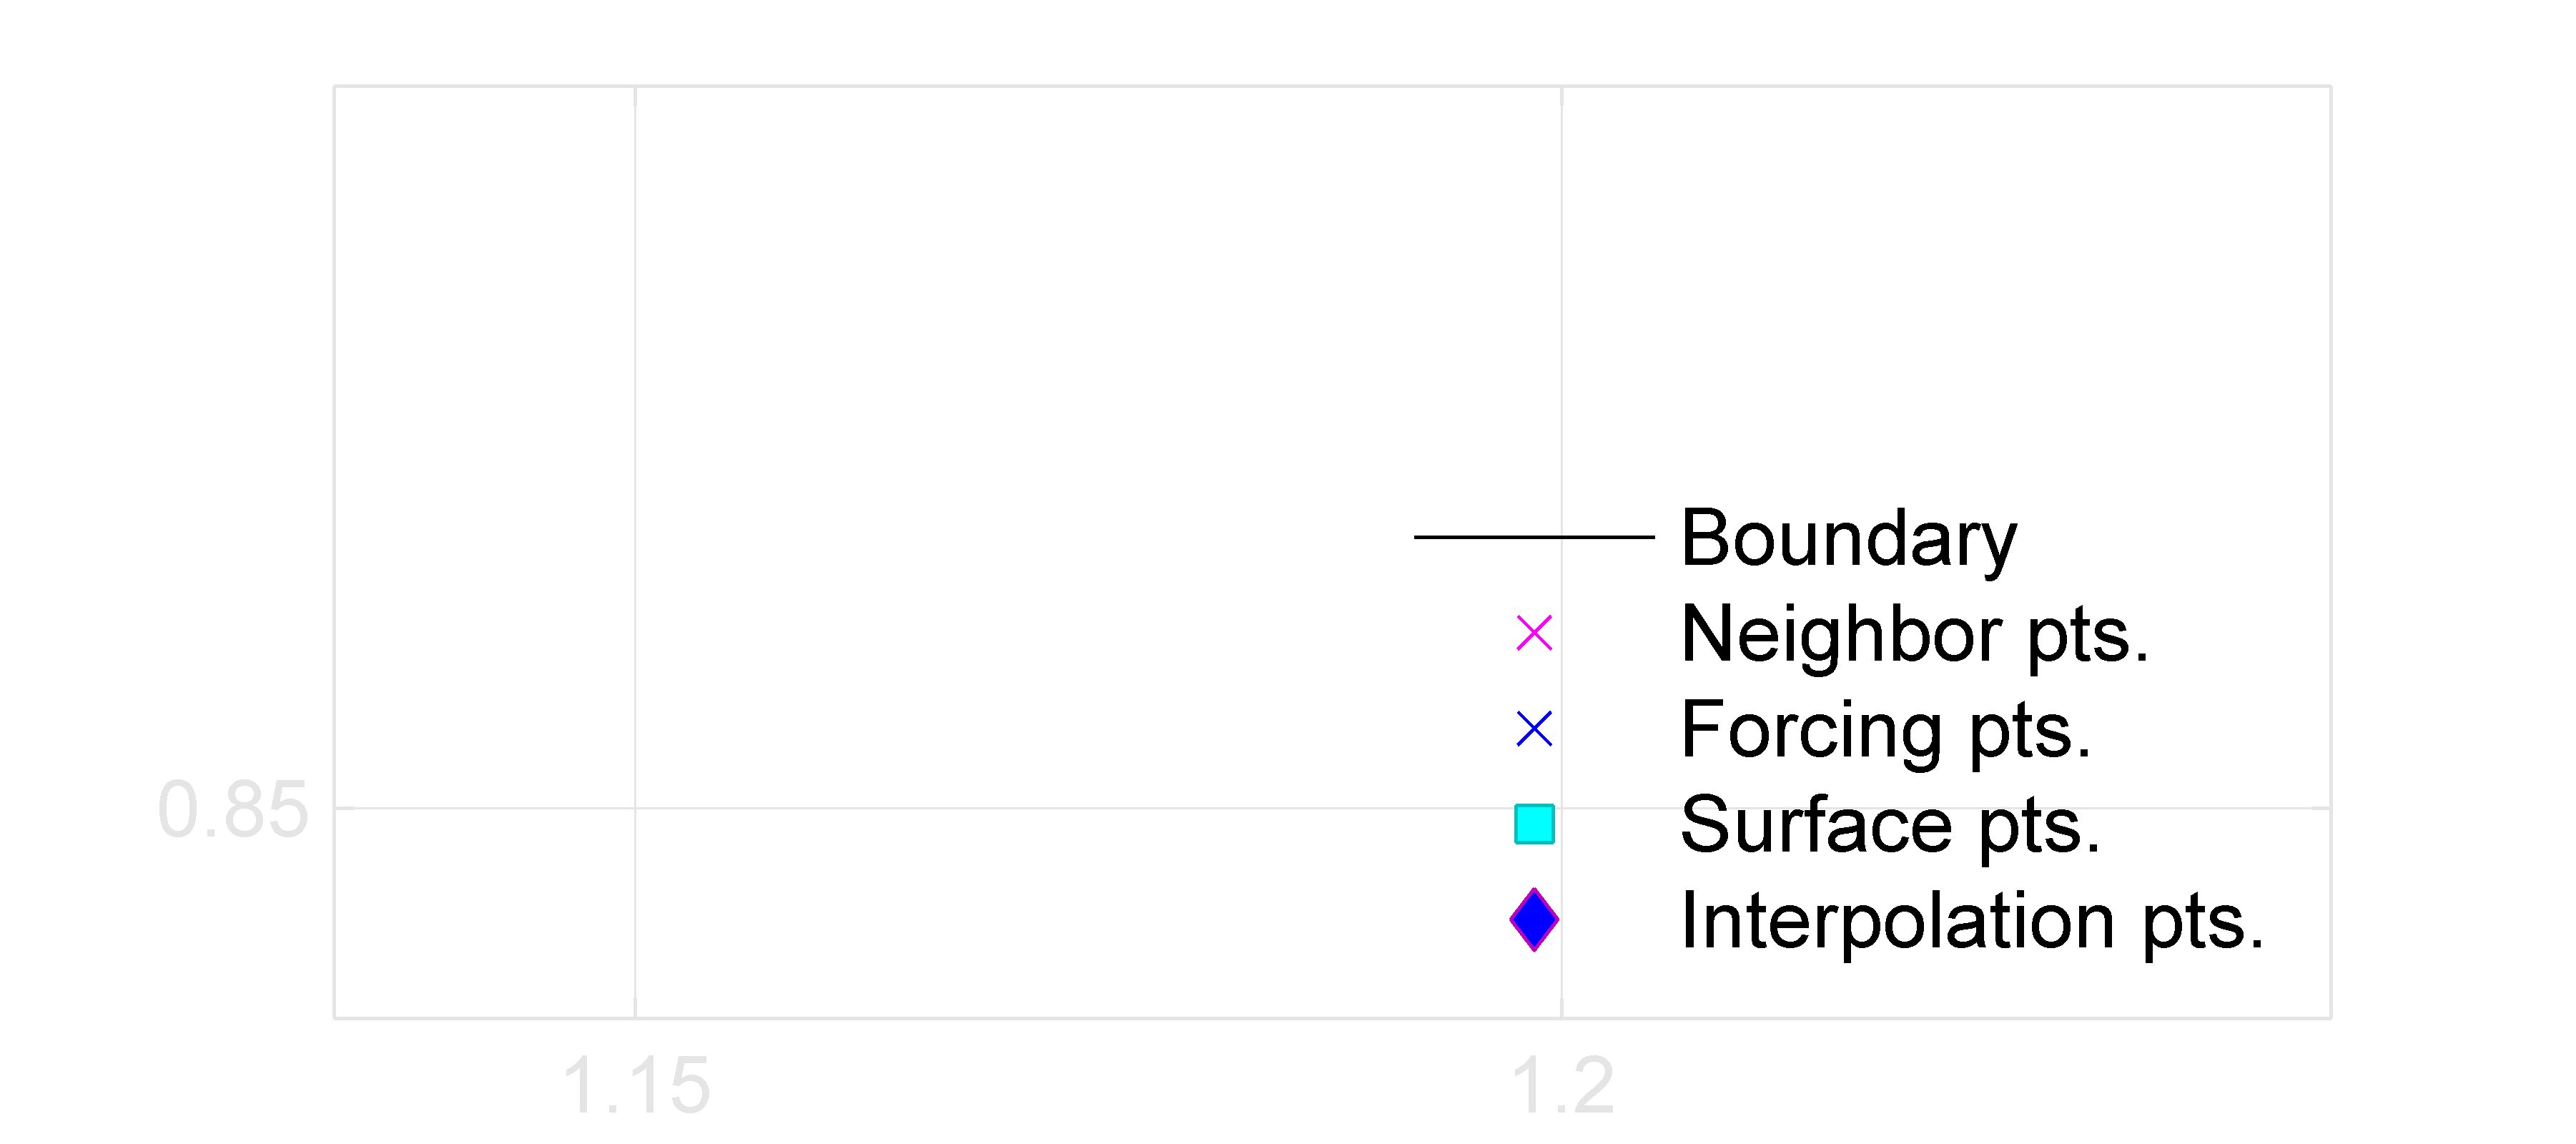 Boundary
Neighbor pts.
Forcing pts.
0.85
Surface pts.
Interpolation pts.
1.15
1.2